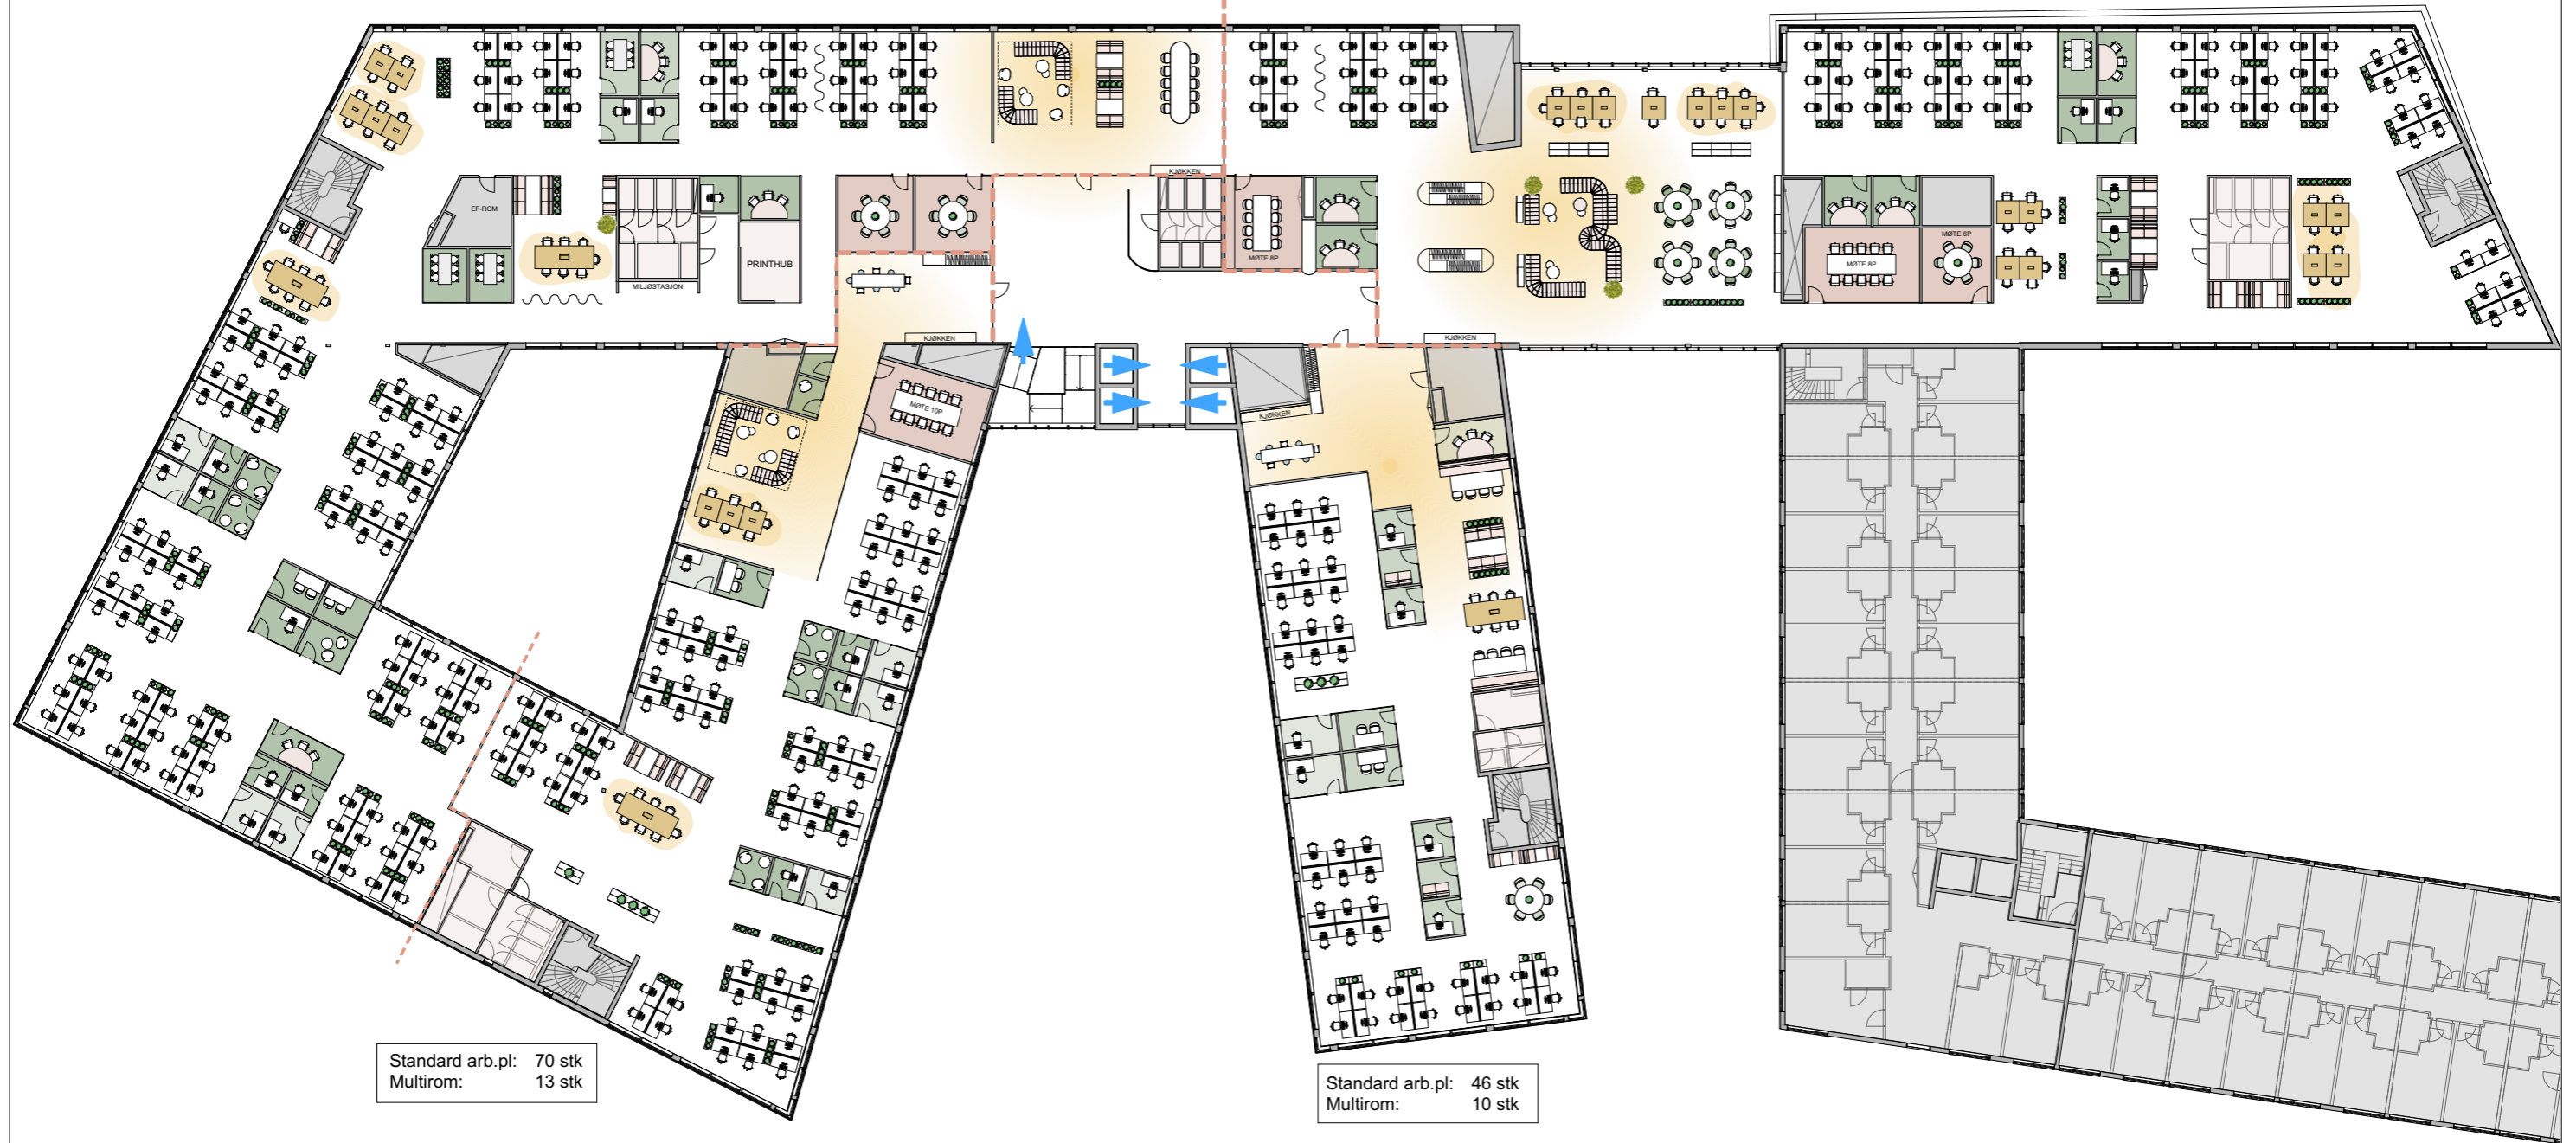 KJØKKEN
EF-ROM
PRINTHUB
MILJØSTASJON
MØTE 8P
MØTE 6P
MØTE 8P
KJØKKEN
KJØKKEN
MØTE 10P
KJØKKEN
Standard arb.pl: 70 stk
Multirom: 13 stk
Standard arb.pl: 46 stk
Multirom: 10 stk